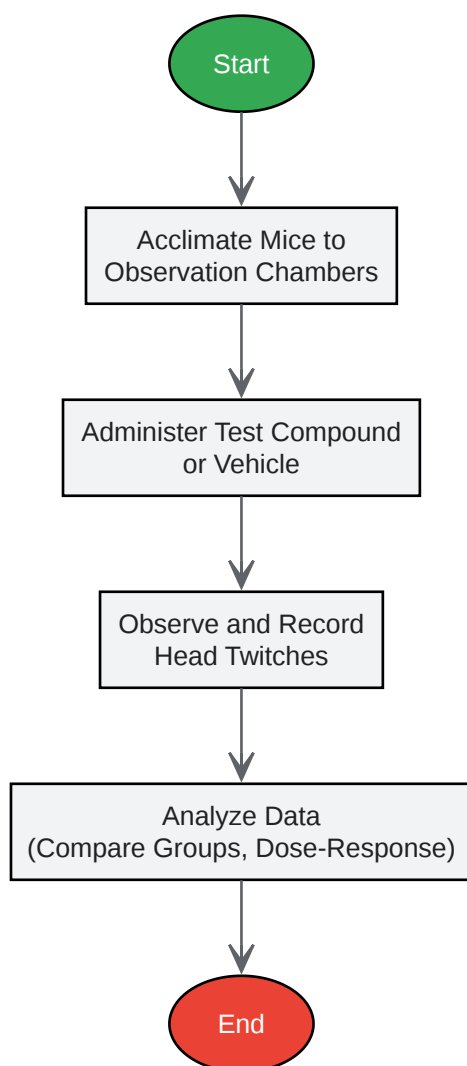 Start
Acclimate Mice to
Observation Chambers
Administer Test Compound
or Vehicle
Observe and Record
Head Twitches
Analyze Data
(Compare Groups, Dose-Response)
End